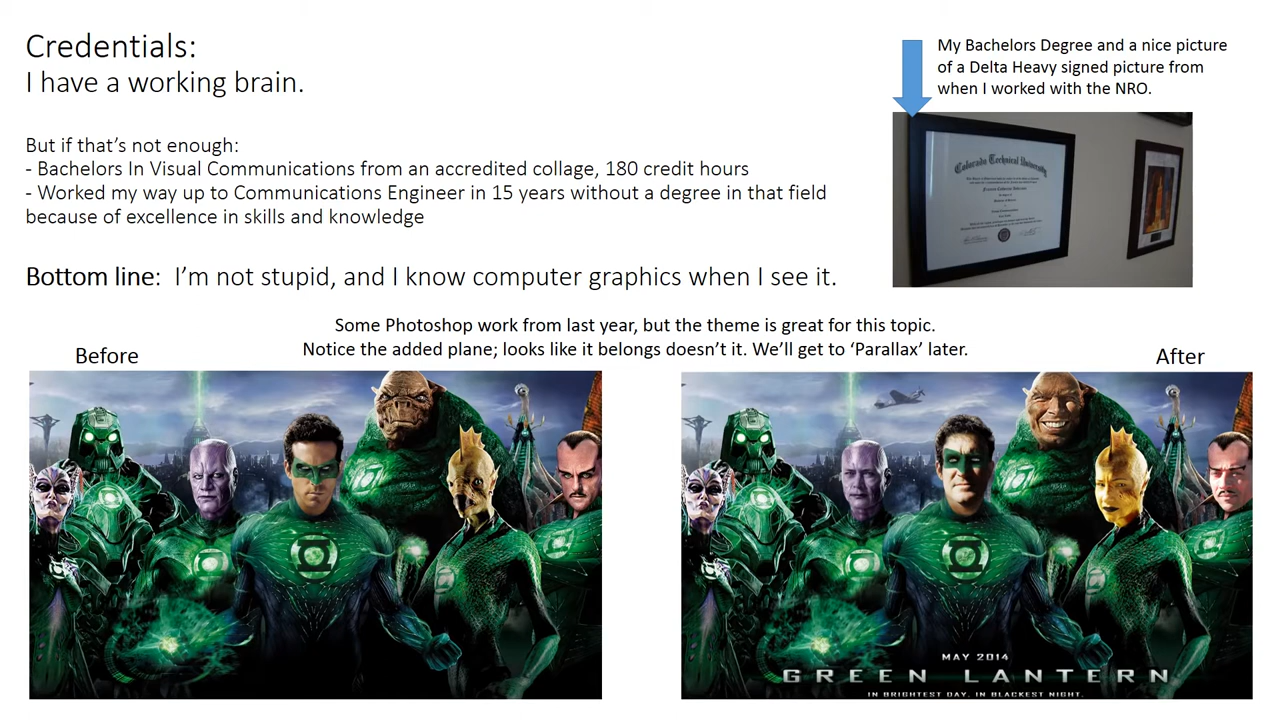 Credentials:
I have a working brain.
My Bachelors Degree and a nice picture
of a Delta Heavy signed picture from
when I worked with the NRO.
But if that's not enough:
- Bachelors In Visual Communications from an accredited collage, 180 credit hours
- Worked my way up to Communications Engineer in 15 years without a degree in that field
because of excellence in skills and knowledge
Colorado Technical University
Bottom line: I'm not stupid, and I know computer graphics when I see it.
Some Photoshop work from last year, but the theme is great for this topic.
Notice the added plane; looks like it belongs doesn't it. We'll get to 'Parallax' later.
Before
After
MAY 2014
GREEN LANTERN
IN BRIGHTEST DAY, IN BLACKEST NIGHT.